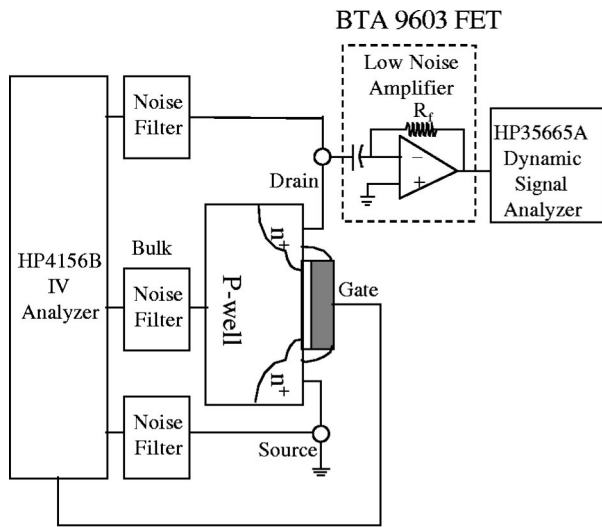 BTA 9603 FET
Low Noise
Amplifier
Rf
−
+
HP35665A
Dynamic
Signal
Analyzer
Noise
Filter
Drain
HP4156B
IV
Analyzer
Bulk
Noise
Filter
P-well
n+
n+
Gate
Noise
Filter
Source